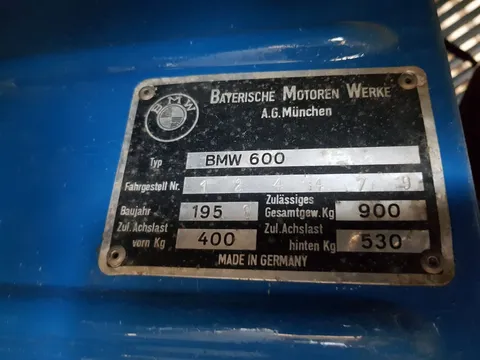 BMW
BAYERISCHE MOTOREN WERKE
A.G. München
Typ BMW 600
Fahrgestell Nr.
Baujahr 195 Zulässiges Gesamtgew. Kg 900
Zul. Achslast vorn Kg 400 Zul. Achslast hinten Kg 530
MADE IN GERMANY